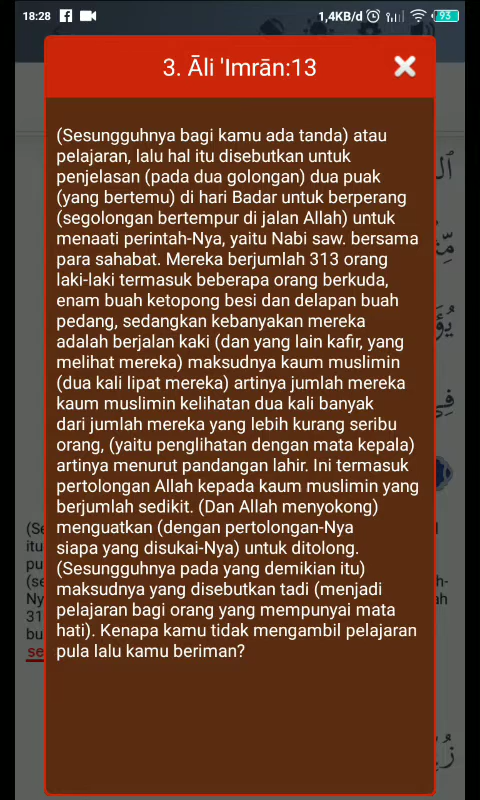 18:28
1,4KB/d
93
3. Āli 'Imrān:13
(Sesungguhnya bagi kamu ada tanda) atau
pelajaran, lalu hal itu disebutkan untuk
penjelasan (pada dua golongan) dua puak
(yang bertemu) di hari Badar untuk berperang
(segolongan bertempur di jalan Allah) untuk
menaati perintah-Nya, yaitu Nabi saw. bersama
para sahabat. Mereka berjumlah 313 orang
laki-laki termasuk beberapa orang berkuda,
enam buah ketopong besi dan delapan buah
pedang, sedangkan kebanyakan mereka
adalah berjalan kaki (dan yang lain kafir, yang
melihat mereka) maksudnya kaum muslimin
(dua kali lipat mereka) artinya jumlah mereka
kaum muslimin kelihatan dua kali banyak
dari jumlah mereka yang lebih kurang seribu
orang, (yaitu penglihatan dengan mata kepala)
artinya menurut pandangan lahir. Ini termasuk
pertolongan Allah kepada kaum muslimin yang
berjumlah sedikit. (Dan Allah menyokong)
menguatkan (dengan pertolongan-Nya
siapa yang disukai-Nya) untuk ditolong.
(Sesungguhnya pada yang demikian itu)
maksudnya yang disebutkan tadi (menjadi
pelajaran bagi orang yang mempunyai mata
hati). Kenapa kamu tidak mengambil pelajaran
pula lalu kamu beriman?